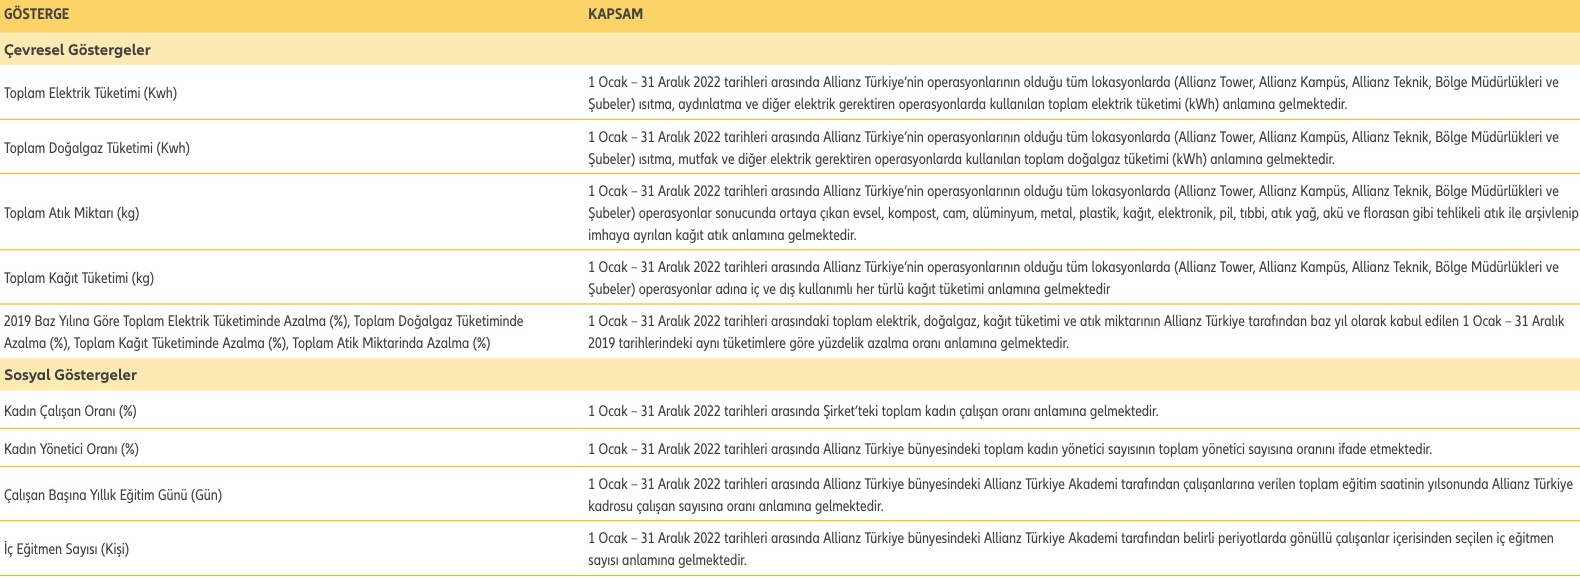 GÖSTERGE KAPSAM
Çevresel Göstergeler
Toplam Elektrik Tüketimi (Kwh)
1 Ocak – 31 Aralık 2022 tarihleri arasında Allianz Türkiye’nin operasyonlarının olduğu tüm lokasyonlarda (Allianz Tower, Allianz Kampüs, Allianz Teknik, Bölge Müdürlükleri ve
Şubeler) ısıtma, aydınlatma ve diğer elektrik gerektiren operasyonlarda kullanılan toplam elektrik tüketimi (kWh) anlamına gelmektedir.
Toplam Doğalgaz Tüketimi (Kwh)
1 Ocak – 31 Aralık 2022 tarihleri arasında Allianz Türkiye’nin operasyonlarının olduğu tüm lokasyonlarda (Allianz Tower, Allianz Kampüs, Allianz Teknik, Bölge Müdürlükleri ve
Şubeler) ısıtma, mutfak ve diğer elektrik gerektiren operasyonlarda kullanılan toplam doğalgaz tüketimi (kWh) anlamına gelmektedir.
Toplam Atık Miktarı (kg)
1 Ocak – 31 Aralık 2022 tarihleri arasında Allianz Türkiye’nin operasyonlarının olduğu tüm lokasyonlarda (Allianz Tower, Allianz Kampüs, Allianz Teknik, Bölge Müdürlükleri ve
Şubeler) operasyonlar sonucunda ortaya çıkan evsel, kompost, cam, alüminyum, metal, plastik, kağıt, elektronik, pil, tıbbi, atık yağ, akü ve florasan gibi tehlikeli atık ile arşivlenip
imhaya ayrılan kağıt atık anlamına gelmektedir.
Toplam Kağıt Tüketimi (kg)
1 Ocak – 31 Aralık 2022 tarihleri arasında Allianz Türkiye’nin operasyonlarının olduğu tüm lokasyonlarda (Allianz Tower, Allianz Kampüs, Allianz Teknik, Bölge Müdürlükleri ve
Şubeler) operasyonlar adına iç ve dış kullanımlı her türlü kağıt tüketimi anlamına gelmektedir
2019 Baz Yılına Göre Toplam Elektrik Tüketiminde Azalma (%), Toplam Doğalgaz Tüketiminde
Azalma (%), Toplam Kağıt Tüketiminde Azalma (%), Toplam Atik Miktarinda Azalma (%)
1 Ocak – 31 Aralık 2022 tarihleri arasındaki toplam elektrik, doğalgaz, kağıt tüketimi ve atık miktarının Allianz Türkiye tarafından baz yıl olarak kabul edilen 1 Ocak – 31 Aralık
2019 tarihlerindeki aynı tüketimlere göre yüzdelik azalma oranı anlamına gelmektedir.
Sosyal Göstergeler
Kadın Çalışan Oranı (%)
1 Ocak – 31 Aralık 2022 tarihleri arasında Şirket’teki toplam kadın çalışan oranı anlamına gelmektedir.
Kadın Yönetici Oranı (%)
1 Ocak – 31 Aralık 2022 tarihleri arasında Allianz Türkiye bünyesindeki toplam kadın yönetici sayısının toplam yönetici sayısına oranını ifade etmektedir.
Çalışan Başına Yıllık Eğitim Günü (Gün)
1 Ocak – 31 Aralık 2022 tarihleri arasında Allianz Türkiye bünyesindeki Allianz Türkiye Akademi tarafından çalışanlarına verilen toplam eğitim saatinin yılsonunda Allianz Türkiye
kadrosu çalışan sayısına oranı anlamına gelmektedir.
İç Eğitmen Sayısı (Kişi)
1 Ocak – 31 Aralık 2022 tarihleri arasında Allianz Türkiye bünyesindeki Allianz Türkiye Akademi tarafından belirli periyotlarda gönüllü çalışanlar içerisinden seçilen iç eğitmen
sayısı anlamına gelmektedir.